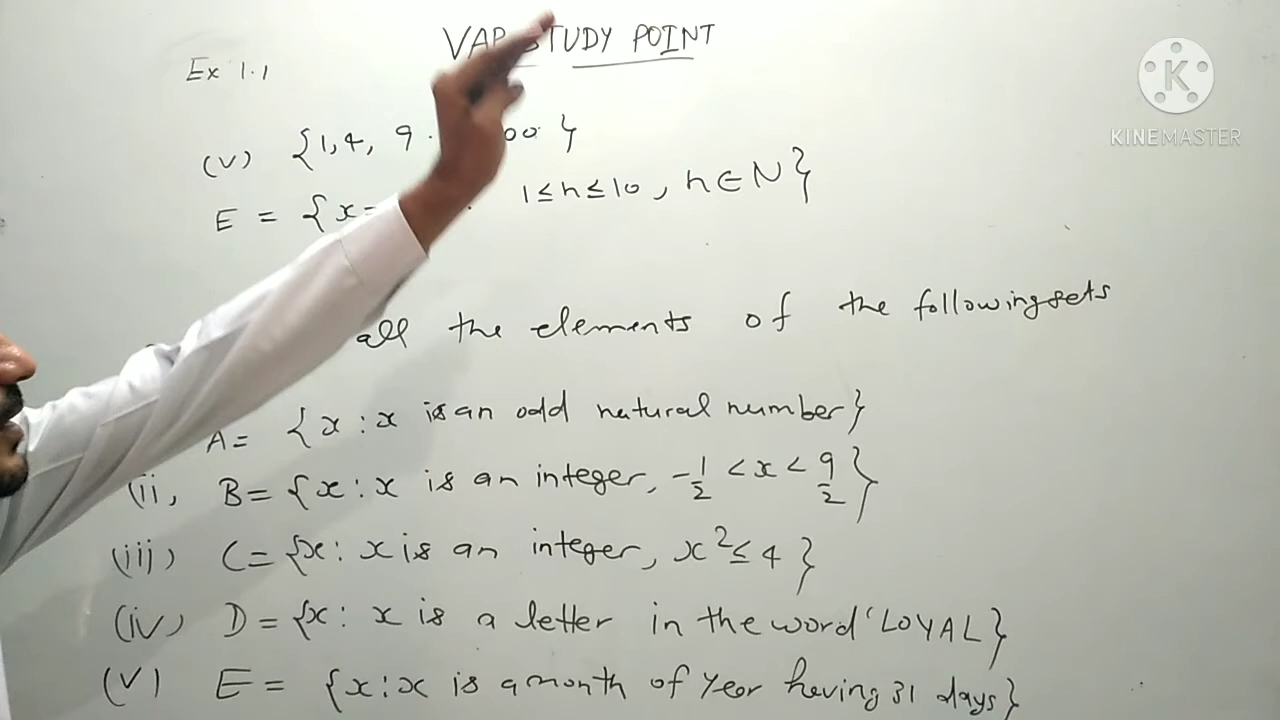 VAP STUDY POINT
Ex 1.1
K
KINEMASTER
(v) {1,4, 9 . 00 }
E = {x= 1≤n≤10, n∈N}
all the elements of the following sets
A= {x : x is an odd natural number}
(ii, B= {x : x is an integer, -1/2 < x < 9/2}
(iii) C= {x : x is an integer, x²≤4}
(iv) D= {x : x is a letter in the word 'LOYAL}
(v) E= {x : x is a month of year heving 31 days}